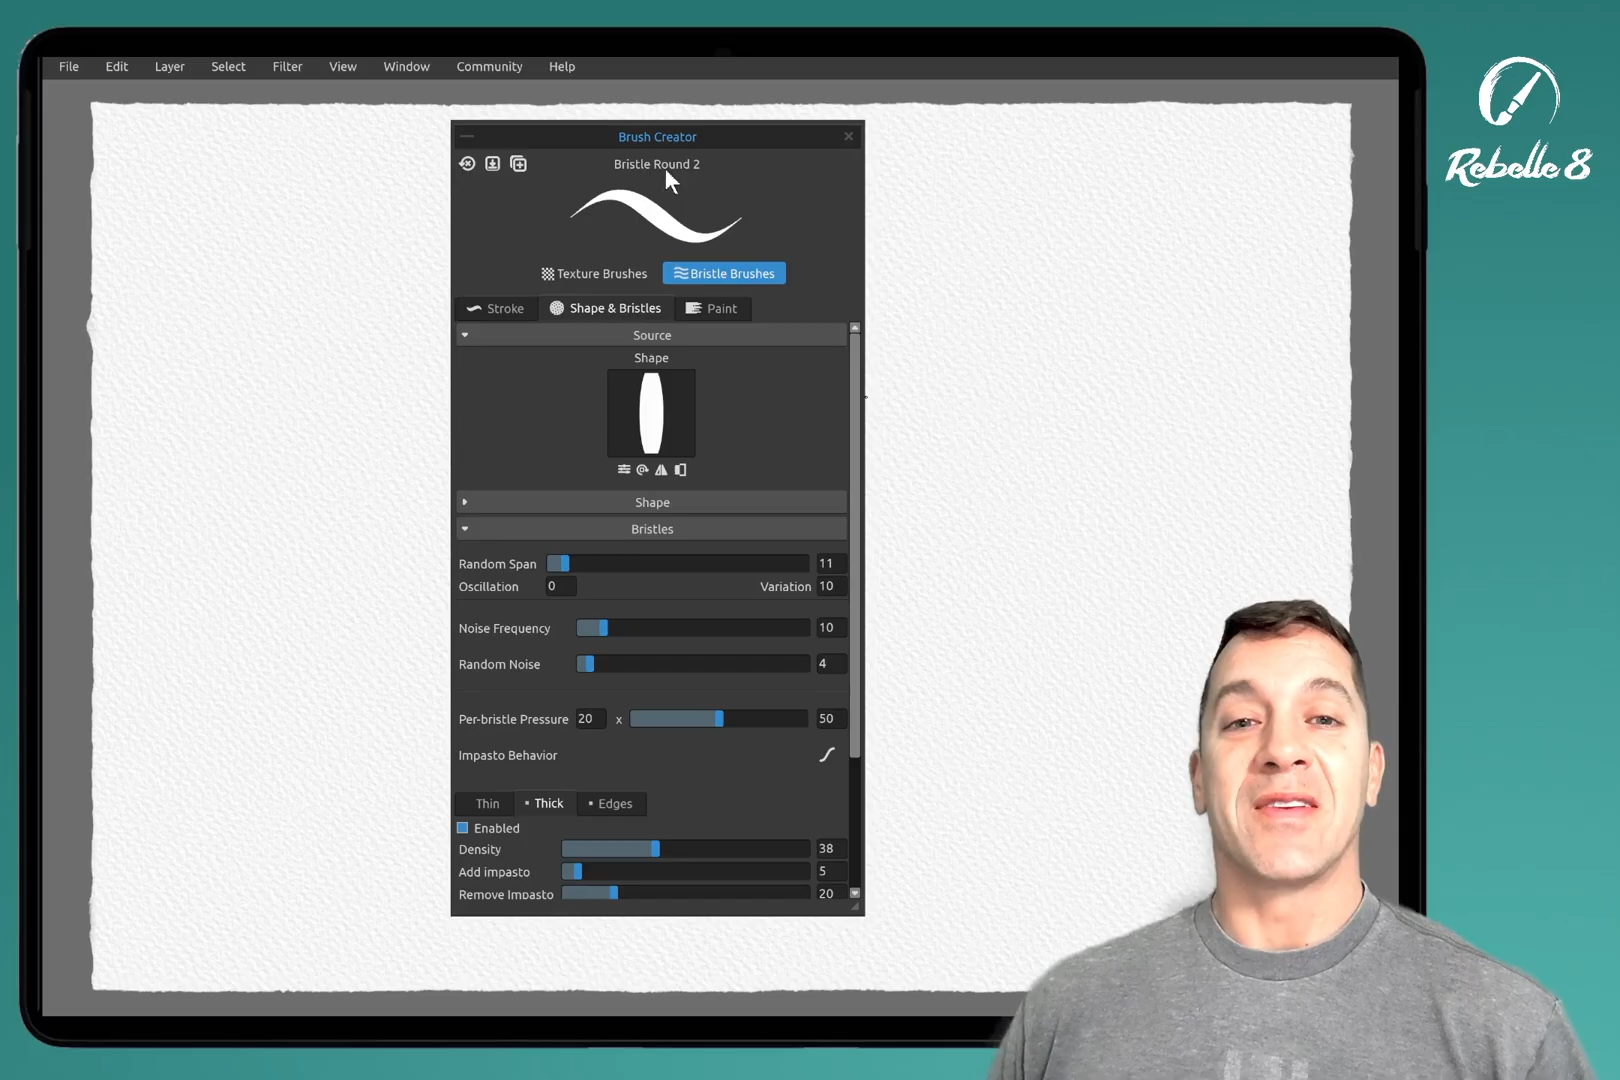 File Edit Layer Select Filter View Window Community Help
Rebelle 8
Brush Creator
Bristle Round 2
Texture Brushes Bristle Brushes
Stroke Shape & Bristles Paint
Source
Shape
Shape
Bristles
Random Span 11
Oscillation 0 Variation 10
Noise Frequency 10
Random Noise 4
Per-bristle Pressure 20 x 50
Impasto Behavior
Thin Thick Edges
Enabled
Density 38
Add impasto 5
Remove Impasto 20